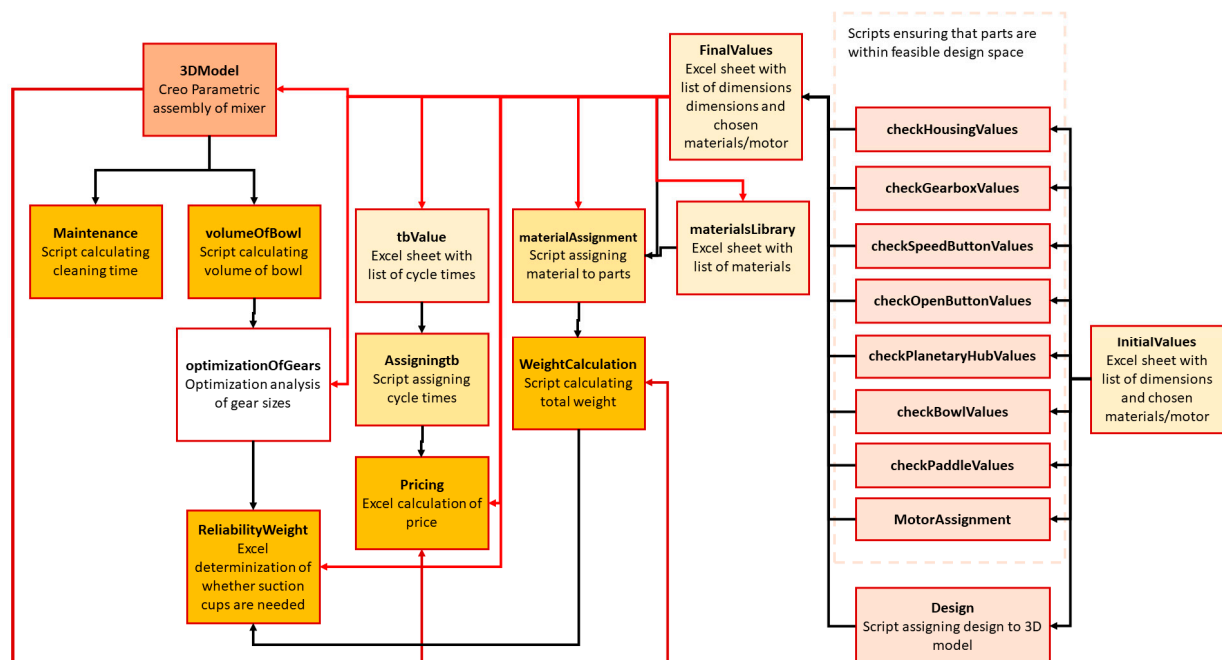 Scripts ensuring that parts are
within feasible design space
3DModel
Creo Parametric
assembly of mixer
FinalValues
Excel sheet with
list of dimensions
dimensions and
chosen
materials/motor
checkHousingValues
checkGearboxValues
checkSpeedButtonValues
checkOpenButtonValues
checkPlanetaryHubValues
checkBowlValues
checkPaddleValues
MotorAssignment
Design
Script assigning design to 3D
model
InitialValues
Excel sheet with
list of dimensions
and chosen
materials/motor
Maintenance
Script calculating
cleaning time
volumeOfBowl
Script calculating
volume of bowl
tbValue
Excel sheet with
list of cycle times
materialAssignment
Script assigning
material to parts
materialsLibrary
Excel sheet with
list of materials
optimizationOfGears
Optimization analysis
of gear sizes
Assigningtb
Script assigning
cycle times
WeightCalculation
Script calculating
total weight
Pricing
Excel calculation of
price
ReliabilityWeight
Excel
determinization of
whether suction
cups are needed